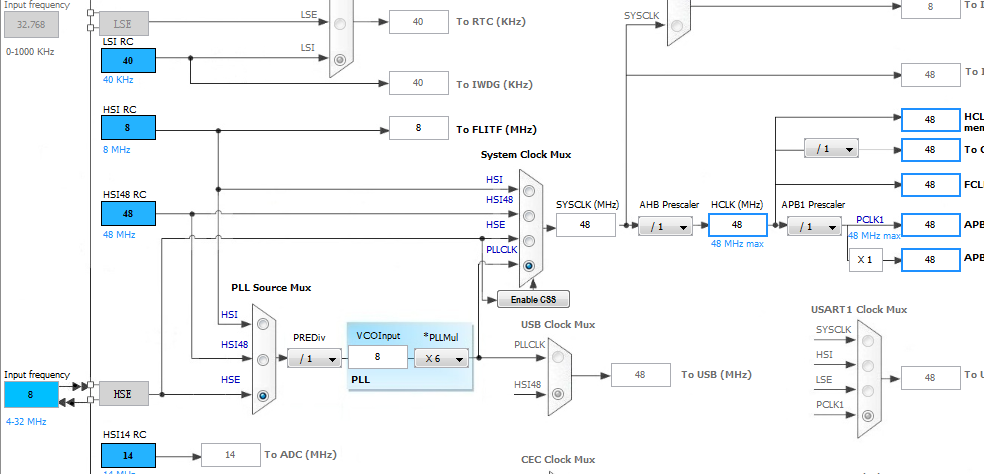 Input frequency
32.768
0-1000 KHz
LSE
LSE
40
To RTC (KHz)
SYSCLK
8
LSI RC
40
40 KHz
LSI
40
To IWDG (KHz)
48
HSI RC
8
8 MHz
8
To FLITF (MHz)
48
/ 1
48
To
System Clock Mux
HSI
HSI48
HSE
PLLCLK
48
HSI48 RC
48
48 MHz
SYSCLK (MHz)
48
AHB Prescaler
/ 1
HCLK (MHz)
48
48 MHz max
APB1 Prescaler
/ 1
PCLK1
48 MHz max
48
X 1
48
Enable CSS
PLL Source Mux
HSI
HSI48
HSE
PREDiv
/ 1
VCOInput
8
*PLLMul
X 6
PLL
USB Clock Mux
PLLCLK
HSI48
48
To USB (MHz)
USART1 Clock Mux
SYSCLK
HSI
LSE
PCLK1
48
Input frequency
8
4-32 MHz
HSE
HSI14 RC
14
14
To ADC (MHz)
CEC Clock Mux